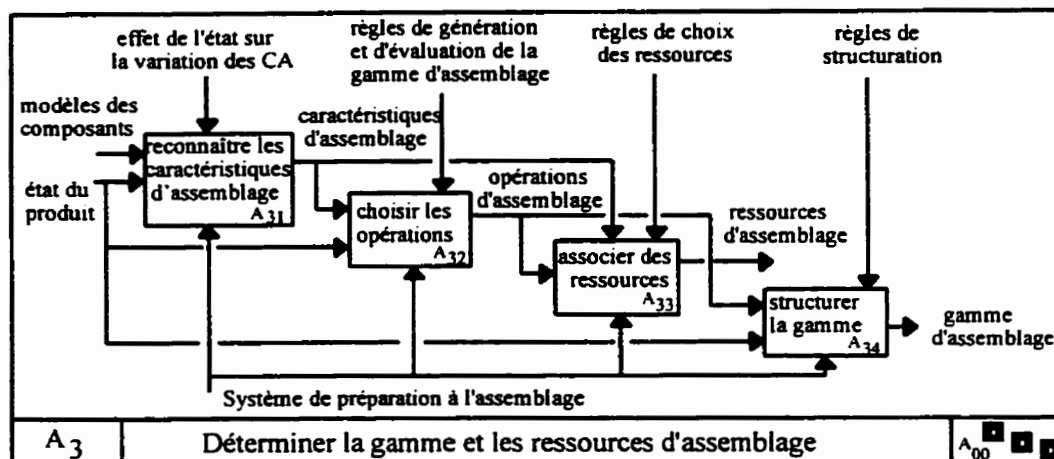 effet de l'état sur
la variation des CA
règles de génération
et d'évaluation de la
gamme d'assemblage
règles de choix
des ressources
règles de
structuration
modèles des
composants
caractéristiques
d'assemblage
reconnaître les
caractéristiques
d'assemblage
A31
état du
produit
opérations
d'assemblage
choisir les
opérations
A32
ressources
d'assemblage
associer des
ressources
A33
structurer
la gamme
A34
gamme
d'assemblage
Système de préparation à l'assemblage
A3
Déterminer la gamme et les ressources d'assemblage
A00